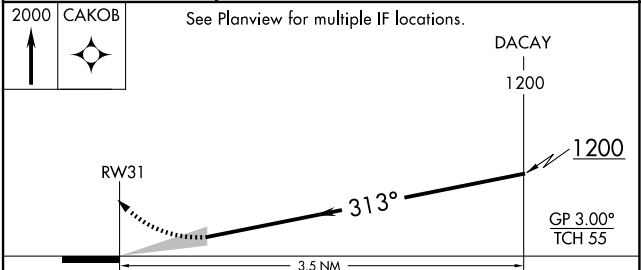 2000 CAKOB
See Planview for multiple IF locations.
DACAY
1200
1200
RW31
313°
GP 3.00°
TCH 55
3.5 NM